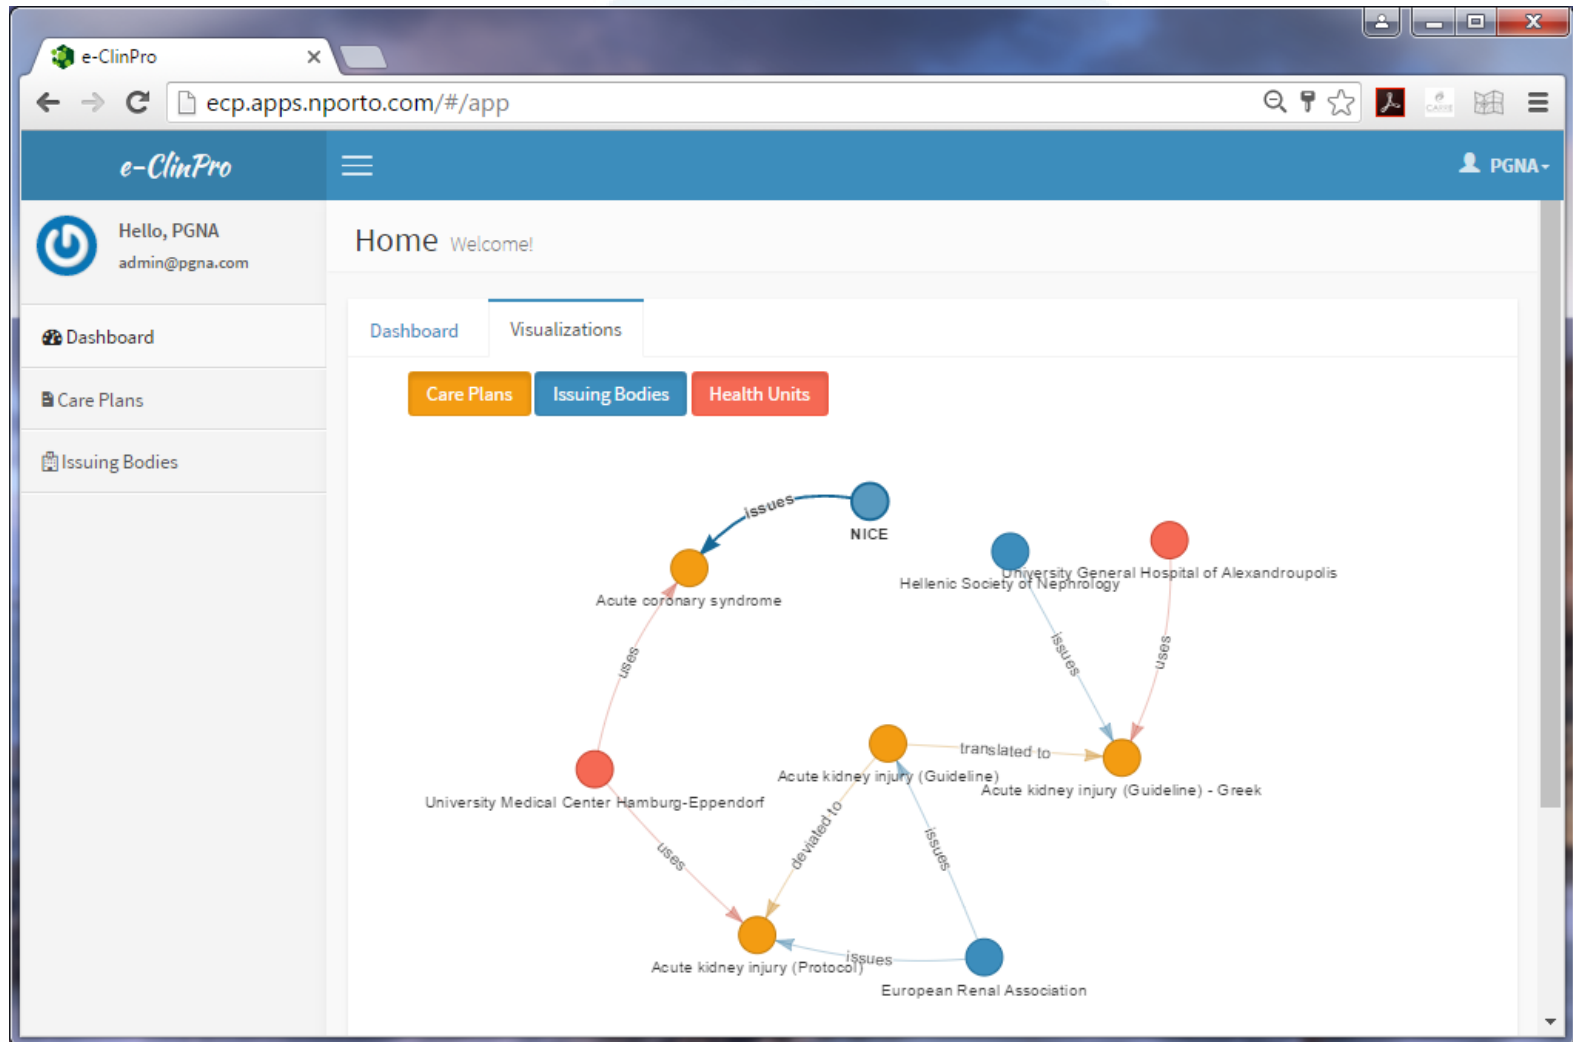 e-ClinPro
ecp.apps.nporto.com/#/app
CARRE
e-ClinPro
PGNA
Hello, PGNA
admin@pgna.com
Home Welcome!
Dashboard
Care Plans
Issuing Bodies
Dashboard Visualizations
Care Plans Issuing Bodies Health Units
issues
NICE
Acute coronary syndrome
University General Hospital of Alexandroupolis
Hellenic Society of Nephrology
uses
issues
uses
translated to
Acute kidney injury (Guideline)
Acute kidney injury (Guideline) - Greek
University Medical Center Hamburg-Eppendorf
uses
deviated to
issues
Acute kidney injury (Protocol)
issues
European Renal Association